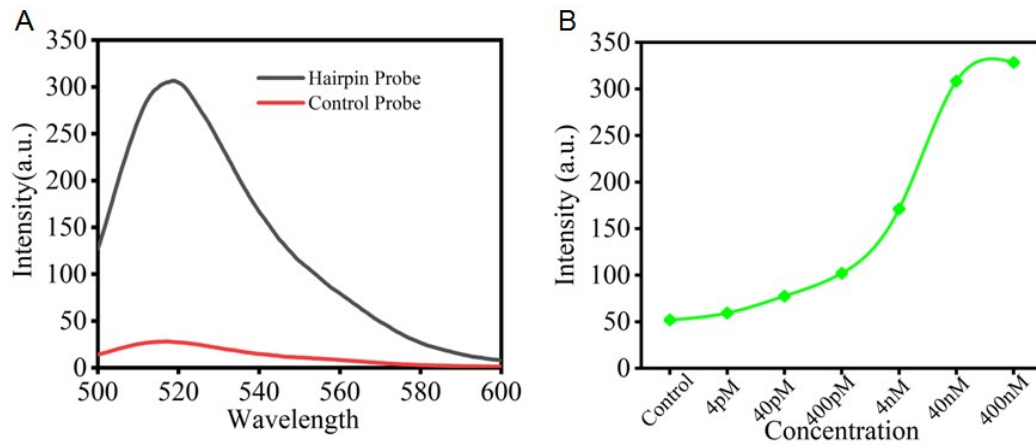 A
350
300
250
200
150
100
50
0
Intensity(a.u.)
Hairpin Probe
Control Probe
500 520 540 560 580 600
Wavelength
B
350
300
250
200
150
100
50
0
Intensity (a.u.)
Control 4pM 40pM 400pM 4nM 40nM 400nM
Concentration